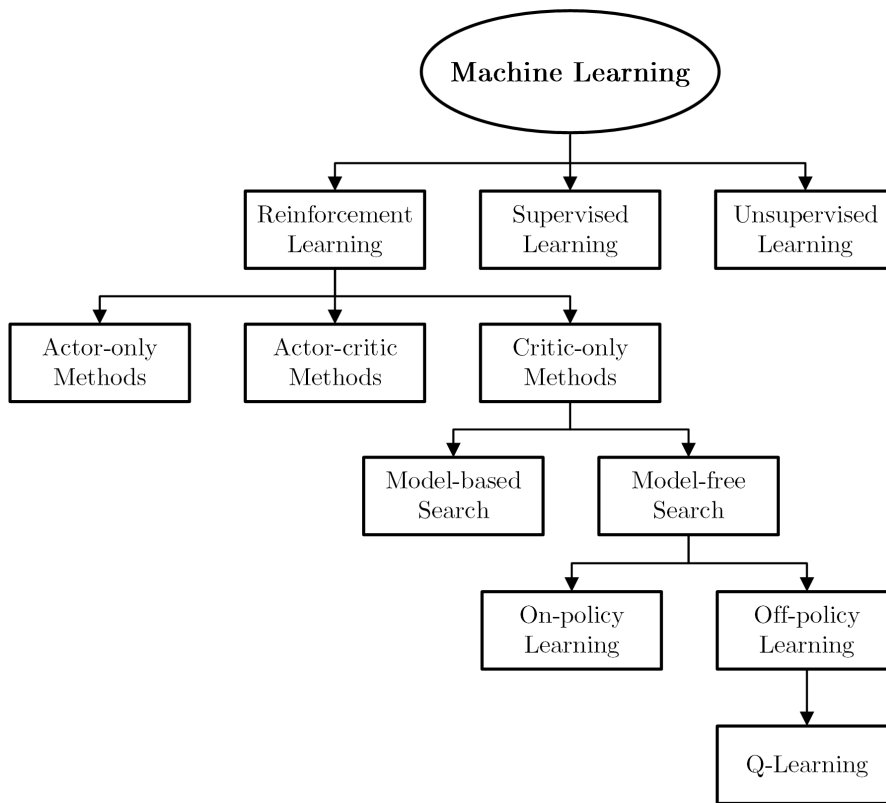 Machine Learning
Reinforcement
Learning
Supervised
Learning
Unsupervised
Learning
Actor-only
Methods
Actor-critic
Methods
Critic-only
Methods
Model-based
Search
Model-free
Search
On-policy
Learning
Off-policy
Learning
Q-Learning